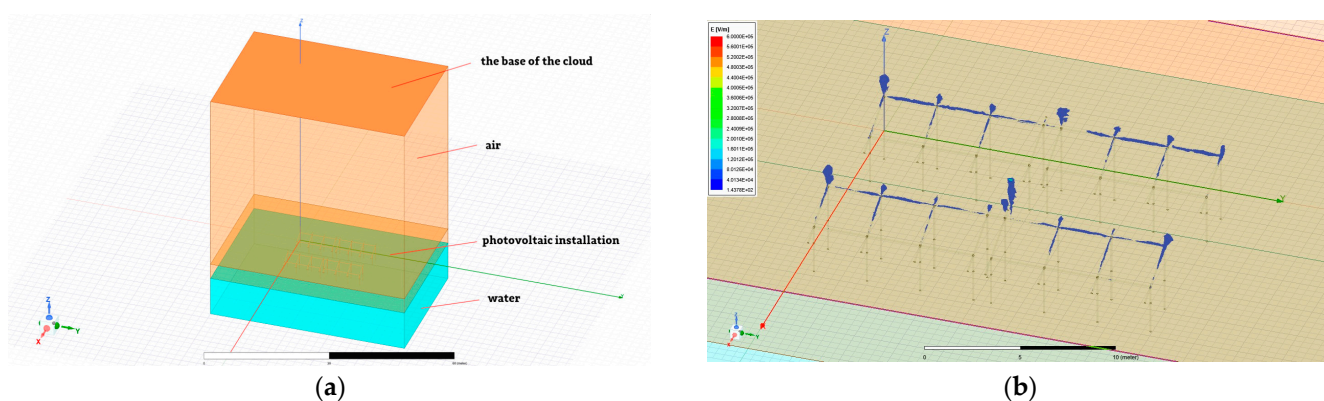 Z
the base of the cloud
air
photovoltaic installation
water
Z
Y
X
(a)
E [V/m]
6.0000E+05
5.6001E+05
5.2002E+05
4.8003E+05
4.4004E+05
4.0005E+05
3.6006E+05
3.2007E+05
2.8008E+05
2.4009E+05
2.0010E+05
1.6011E+05
1.2012E+05
8.0126E+04
4.0134E+04
1.4378E+02
Z
0
5
10 (meter)
(b)